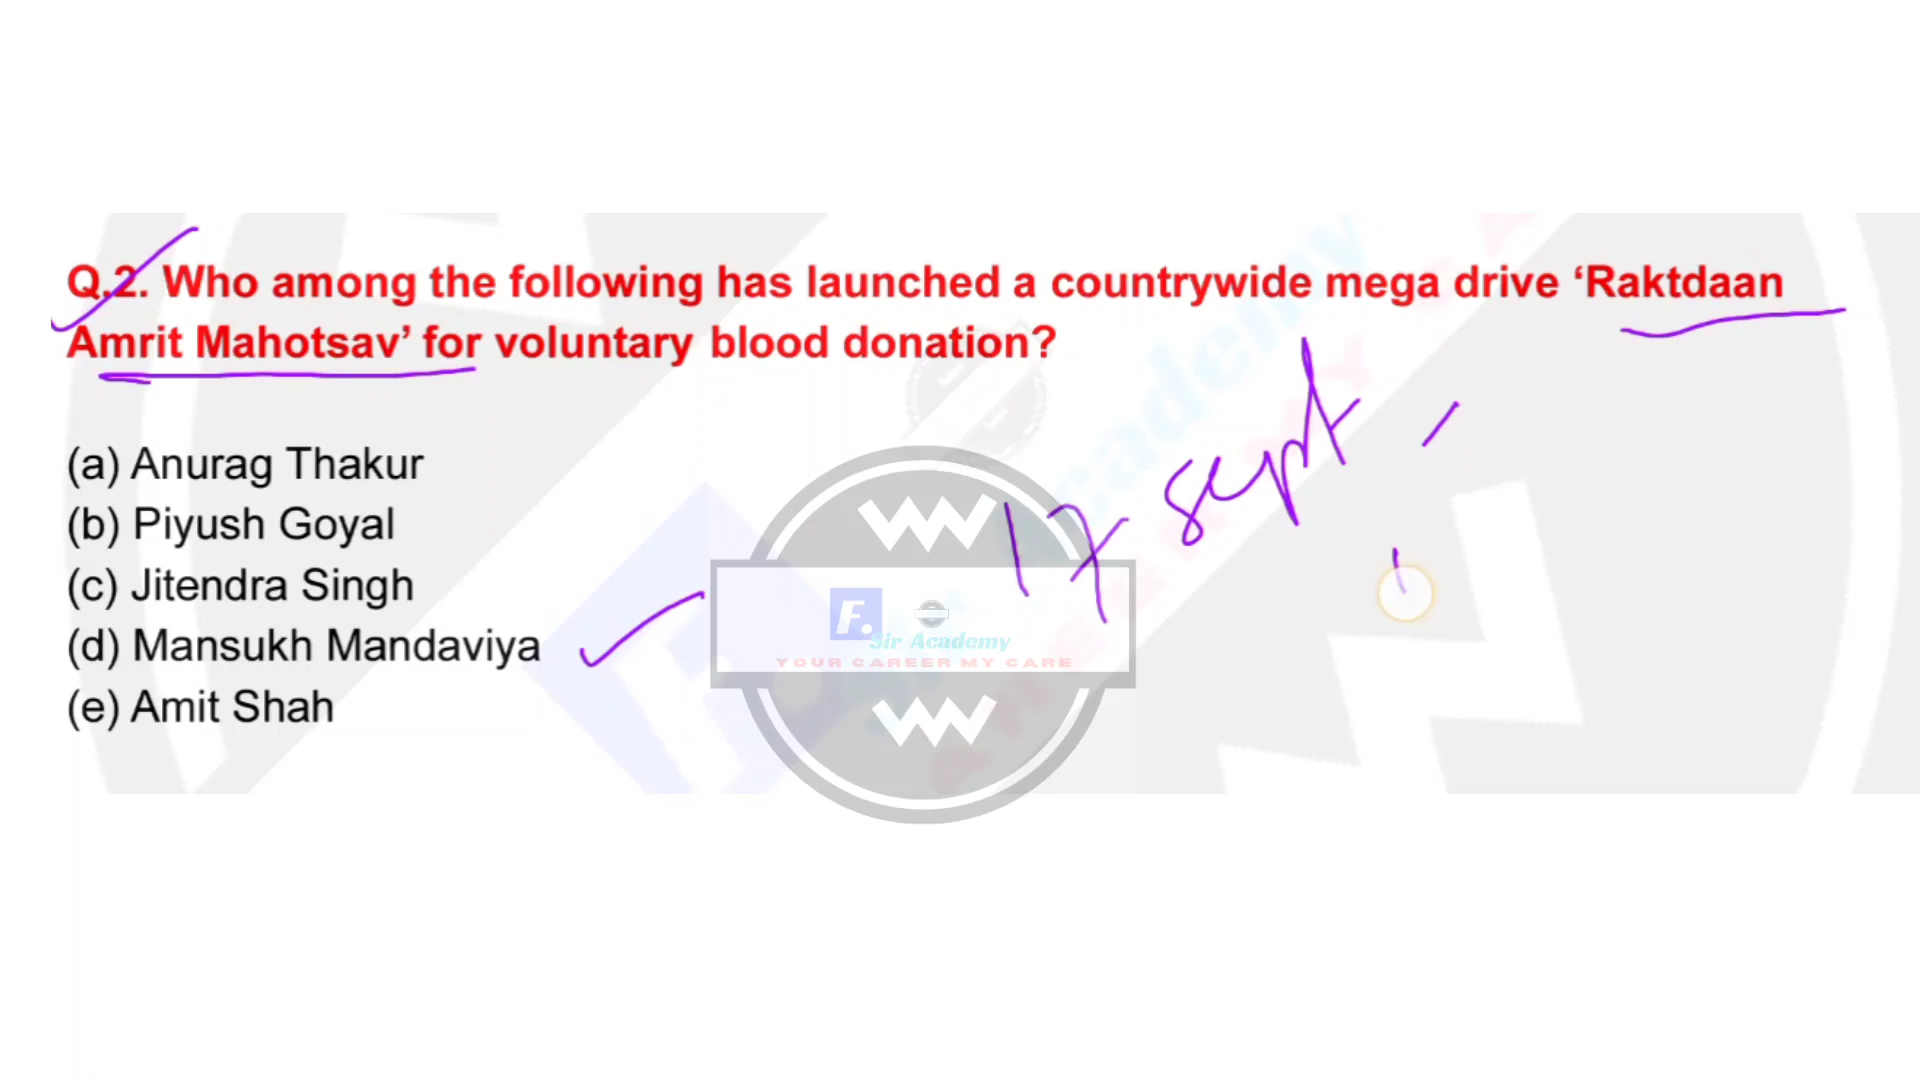 Q.2. Who among the following has launched a countrywide mega drive ‘Raktdaan
Amrit Mahotsav’ for voluntary blood donation?
(a) Anurag Thakur
(b) Piyush Goyal
(c) Jitendra Singh
(d) Mansukh Mandaviya
(e) Amit Shah
17 sept -
F.
Sir Academy
YOUR CAREER MY CARE